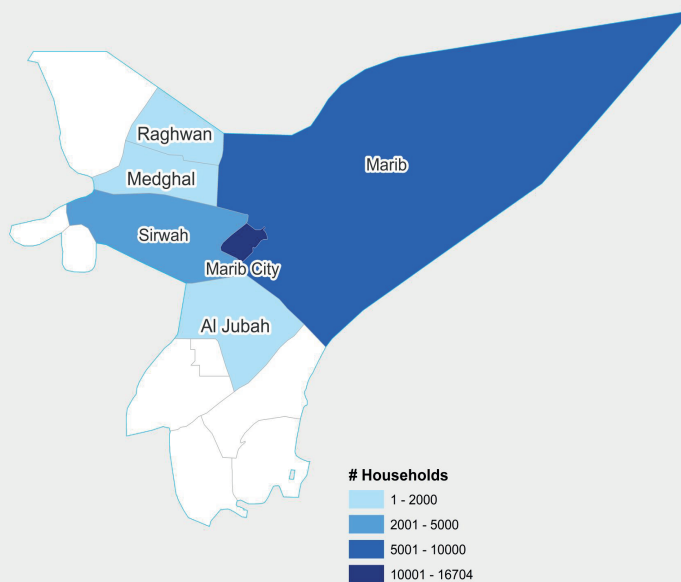 Raghwan
Marib
Medghal
Sirwah
Marib City
Al Jubah
# Households
1 - 2000
2001 - 5000
5001 - 10000
10001 - 16704